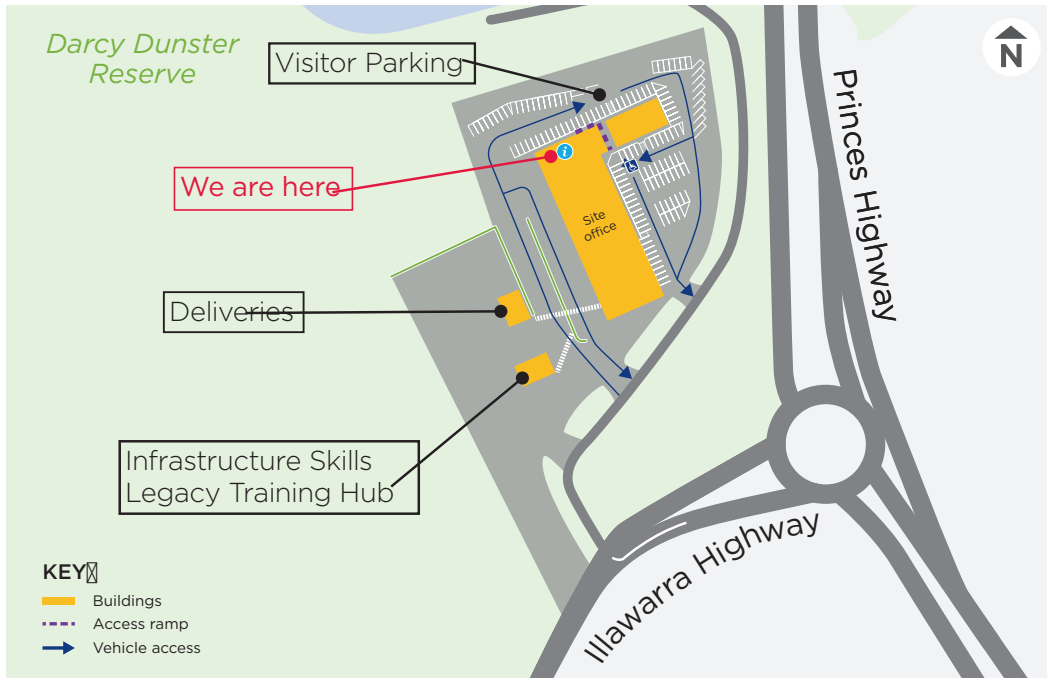 Darcy Dunster
Reserve
Visitor Parking
N
Princes Highway
i
We are here
Site
office
Deliveries
Infrastructure Skills
Legacy Training Hub
Illawarra Highway
KEY
Buildings
Access ramp
Vehicle access